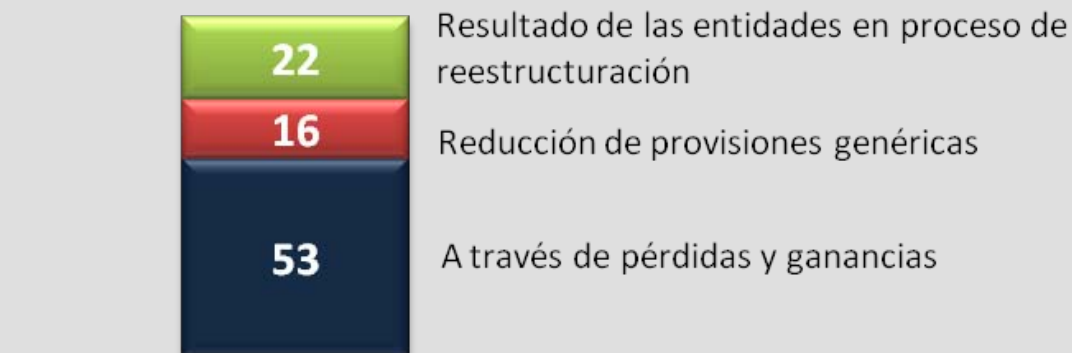 22
Resultado de las entidades en proceso de
reestructuración
16
Reducción de provisiones genéricas
53
A través de pérdidas y ganancias